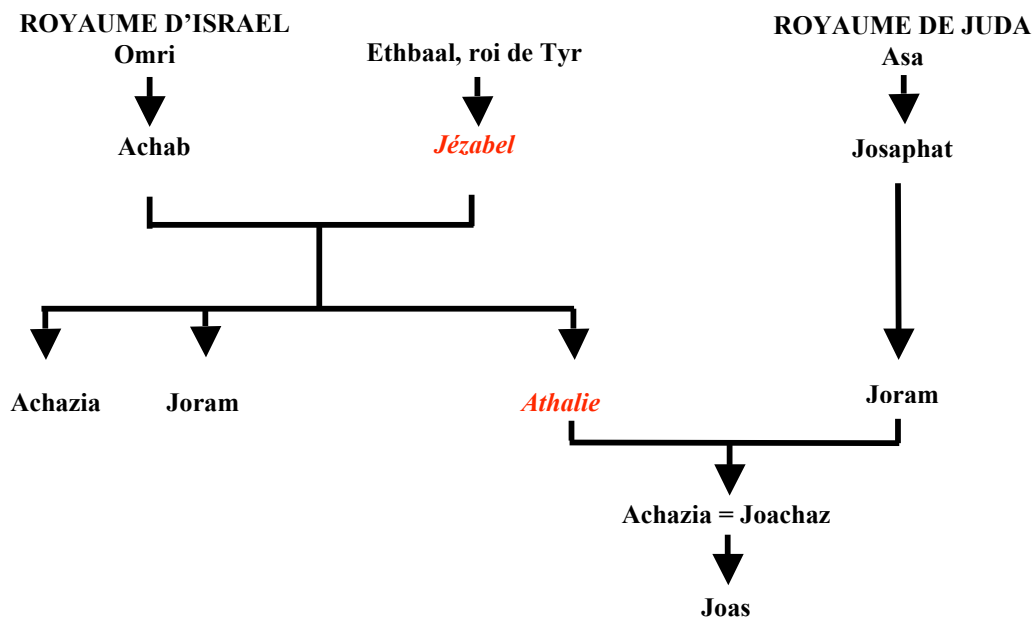 ROYAUME D'ISRAEL
Omri
Ethbaal, roi de Tyr
ROYAUME DE JUDA
Asa
Achab
Jézabel
Josaphat
Achazia
Joram
Athalie
Joram
Achazia = Joachaz
Joas